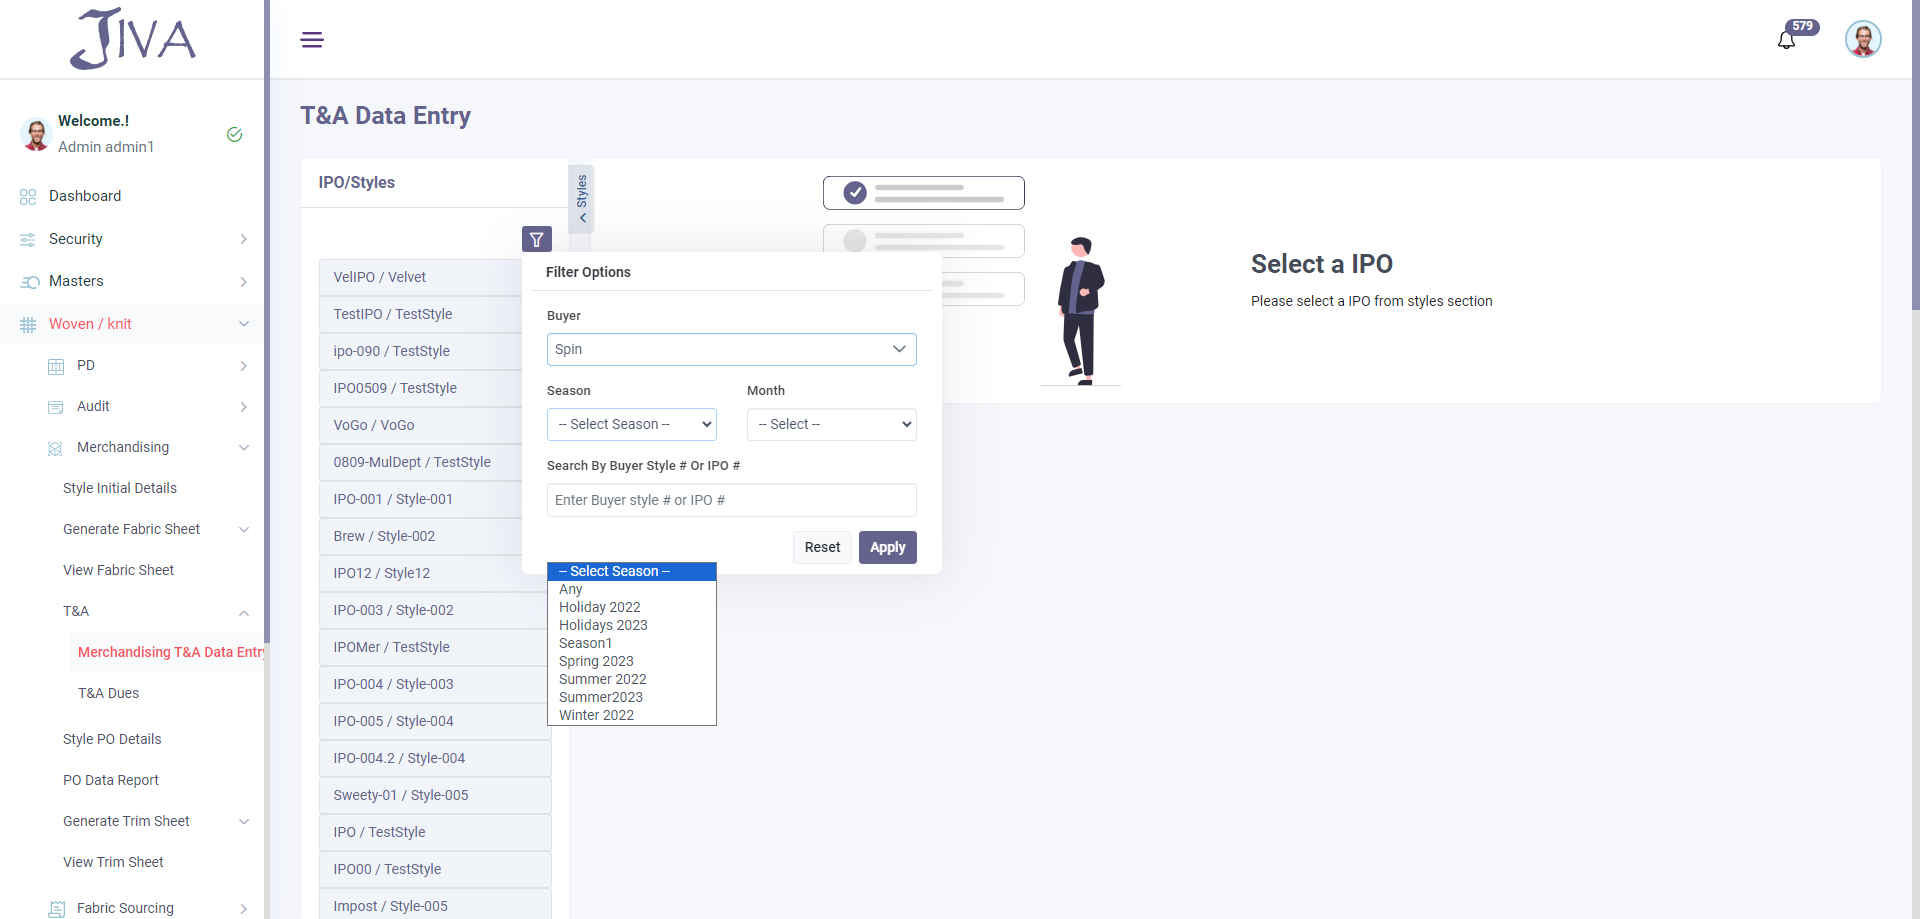 JIVA
579
Welcome.!
Admin admin1
Dashboard
Security
Masters
Woven / knit
PD
Audit
Merchandising
Style Initial Details
Generate Fabric Sheet
View Fabric Sheet
T&A
Merchandising T&A Data Entry
T&A Dues
Style PO Details
PO Data Report
Generate Trim Sheet
View Trim Sheet
Fabric Sourcing
T&A Data Entry
IPO/Styles
Styles
VelIPO / Velvet
TestIPO / TestStyle
ipo-090 / TestStyle
IPO0509 / TestStyle
VoGo / VoGo
0809-MulDept / TestStyle
IPO-001 / Style-001
Brew / Style-002
IPO12 / Style12
IPO-003 / Style-002
IPOMer / TestStyle
IPO-004 / Style-003
IPO-005 / Style-004
IPO-004.2 / Style-004
Sweety-01 / Style-005
IPO / TestStyle
IPO00 / TestStyle
Impost / Style-005
Filter Options
Buyer
Spin
Season
Month
-- Select Season --
-- Select --
Search By Buyer Style # Or IPO #
Enter Buyer style # or IPO #
Reset
Apply
-- Select Season --
Any
Holiday 2022
Holidays 2023
Season1
Spring 2023
Summer 2022
Summer2023
Winter 2022
Select a IPO
Please select a IPO from styles section